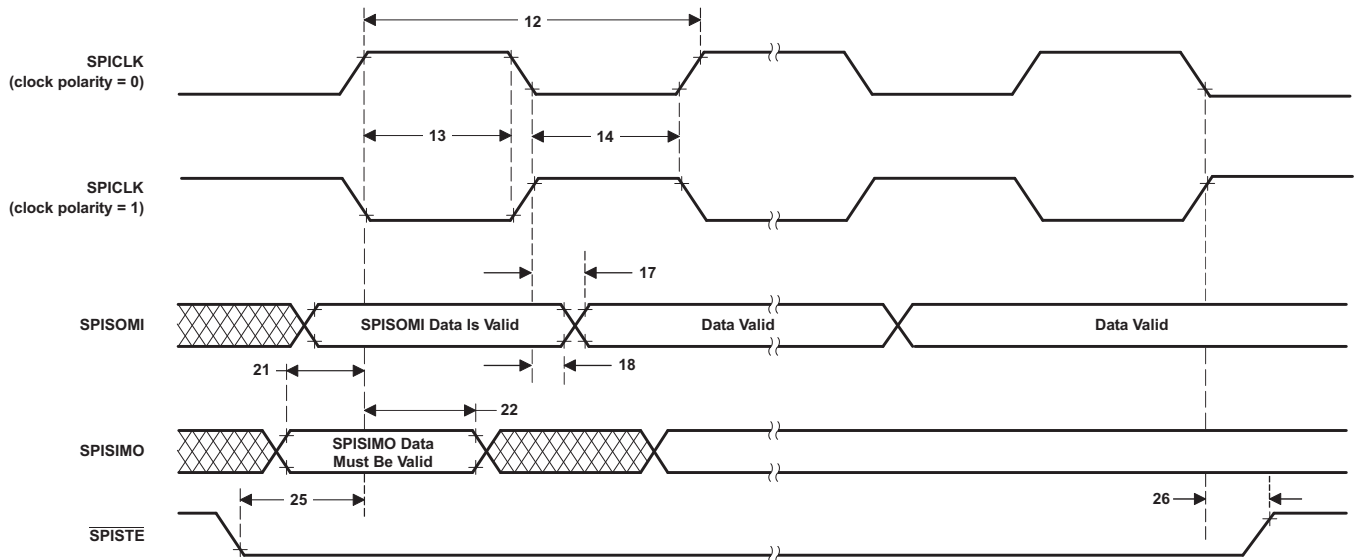 12
SPICLK
(clock polarity = 0)
13
14
SPICLK
(clock polarity = 1)
17
SPISOMI
SPISOMI Data Is Valid
Data Valid
Data Valid
18
21
22
SPISIMO
SPISIMO Data
Must Be Valid
25
26
SPISTE